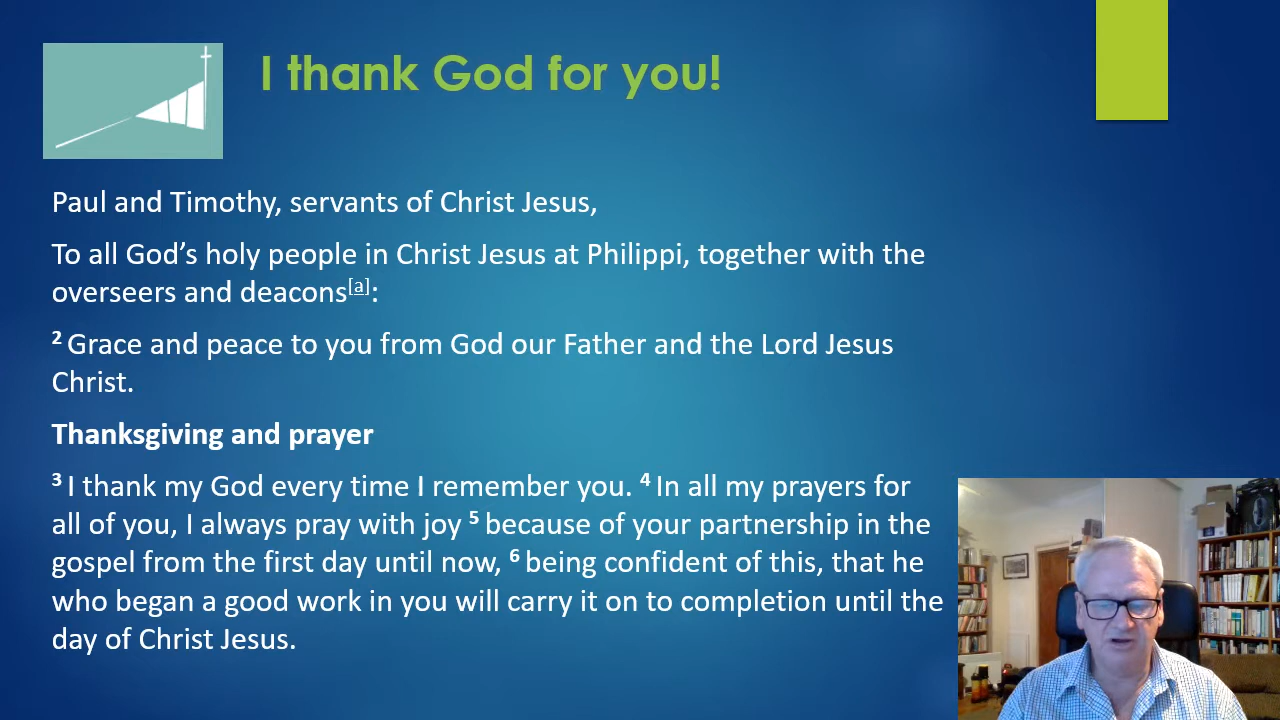 I thank God for you!
Paul and Timothy, servants of Christ Jesus,
To all God’s holy people in Christ Jesus at Philippi, together with the
overseers and deacons[a]:
2 Grace and peace to you from God our Father and the Lord Jesus
Christ.
Thanksgiving and prayer
3 I thank my God every time I remember you. 4 In all my prayers for
all of you, I always pray with joy 5 because of your partnership in the
gospel from the first day until now, 6 being confident of this, that he
who began a good work in you will carry it on to completion until the
day of Christ Jesus.